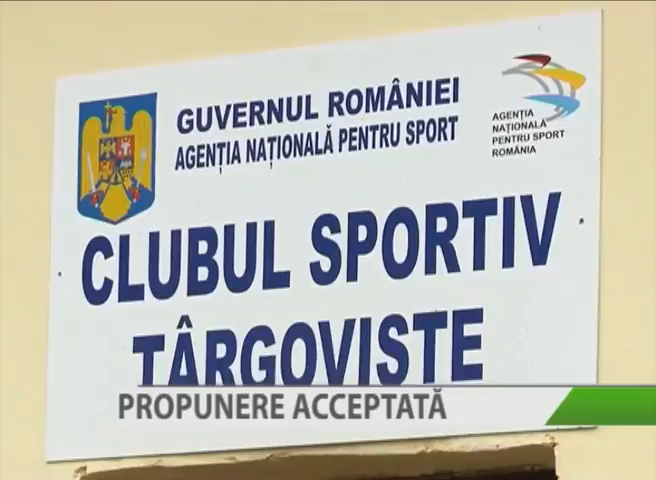 GUVERNUL ROMÂNIEI
AGENȚIA NAȚIONALĂ PENTRU SPORT
AGENȚIA
NAȚIONALĂ
PENTRU SPORT
ROMÂNIA
CLUBUL SPORTIV
TÂRGOVISTE
PROPUNERE ACCEPTATĂ